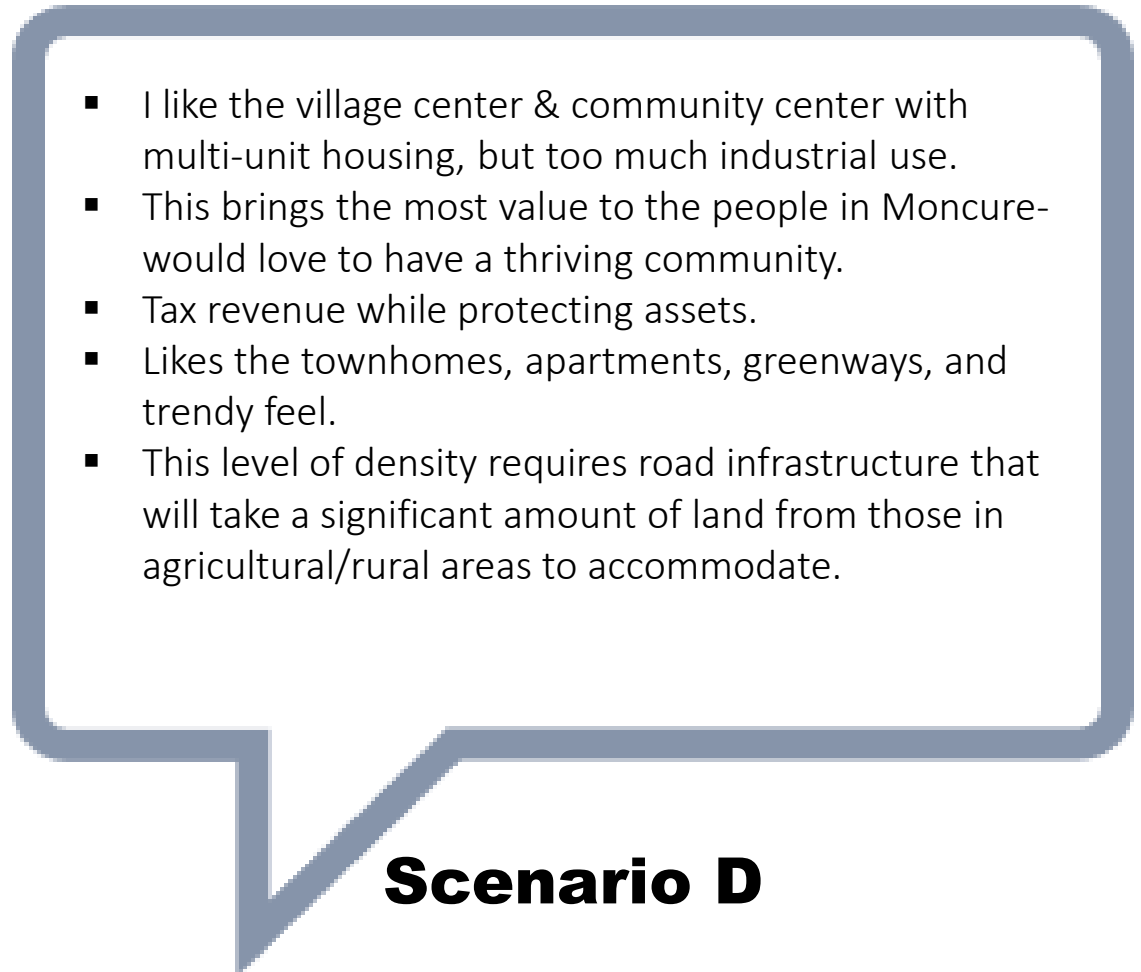 ▪ I like the village center & community center with
multi-unit housing, but too much industrial use.
▪ This brings the most value to the people in Moncure-
would love to have a thriving community.
▪ Tax revenue while protecting assets.
▪ Likes the townhomes, apartments, greenways, and
trendy feel.
▪ This level of density requires road infrastructure that
will take a significant amount of land from those in
agricultural/rural areas to accommodate.
Scenario D